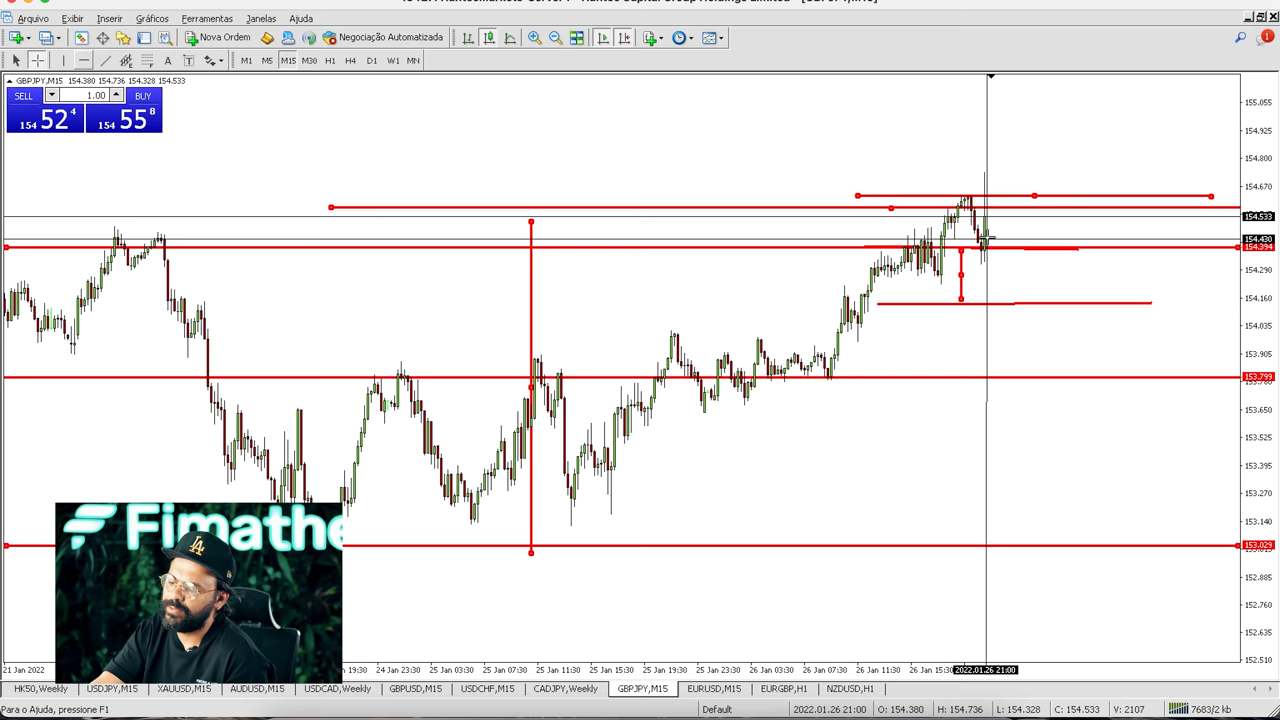 Arquivo Exibir Inserir Gráficos Ferramentas Janelas Ajuda
Nova Ordem Negociação Automatizada
A T M1 M5 M15 M30 H1 H4 D1 W1 MN
GBPJPY,M15 154.380 154.736 154.328 154.533
SELL 1.00 BUY
154 52 4 154 55 8
155.055
154.925
154.800
154.670
154.533
154.430
154.394
154.290
154.160
154.035
153.905
153.799
153.650
153.525
153.395
153.270
153.140
153.029
152.885
152.760
152.635
152.510
Fimathe
LA
21 Jan 2022 19:30 24 Jan 23:30 25 Jan 03:30 25 Jan 07:30 25 Jan 11:30 25 Jan 15:30 25 Jan 19:30 25 Jan 23:30 26 Jan 03:30 26 Jan 07:30 26 Jan 11:30 26 Jan 15:30 2022.01.26 21:00
HK50,Weekly USDJPY,M15 XAUUSD,M15 AUDUSD,M15 USDCAD,Weekly GBPUSD,M15 USDCHF,M15 CADJPY,Weekly GBPJPY,M15 EURUSD,M15 EURGBP,H1 NZDUSD,H1
Para o Ajuda, pressione F1 Default 2022.01.26 21:00 O: 154.380 H: 154.736 L: 154.328 C: 154.533 V: 2107 7683/2 kb